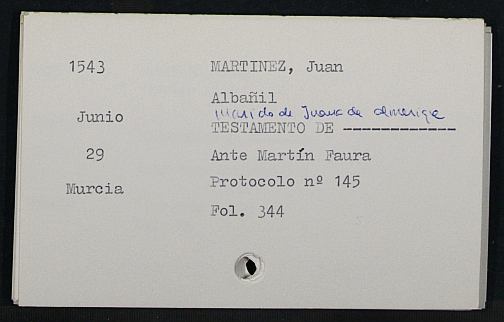 1543 MARTINEZ, Juan
Albañil
Junio marido de Juana de Almeriqe
TESTAMENTO DE ------------
29 Ante Martín Faura
Murcia Protocolo nº 145
Fol. 344